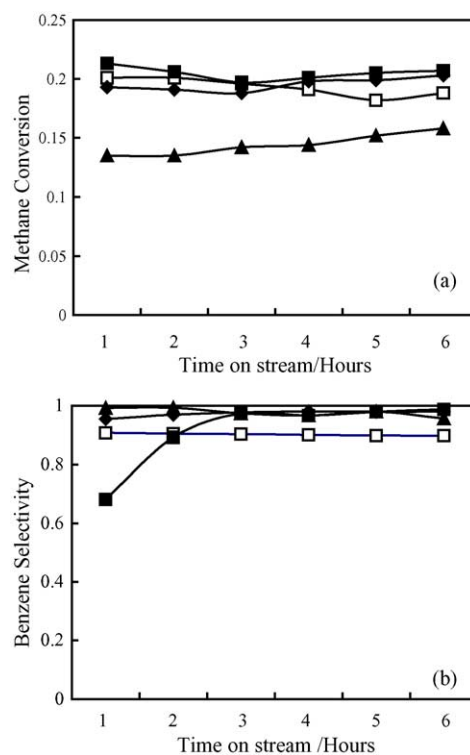 0.25
0.2
0.15
0.1
0.05
0
Methane Conversion
(a)
1 2 3 4 5 6
Time on stream/Hours
1
0.8
0.6
0.4
0.2
0
Benzene Selectivity
(b)
1 2 3 4 5 6
Time on stream /Hours